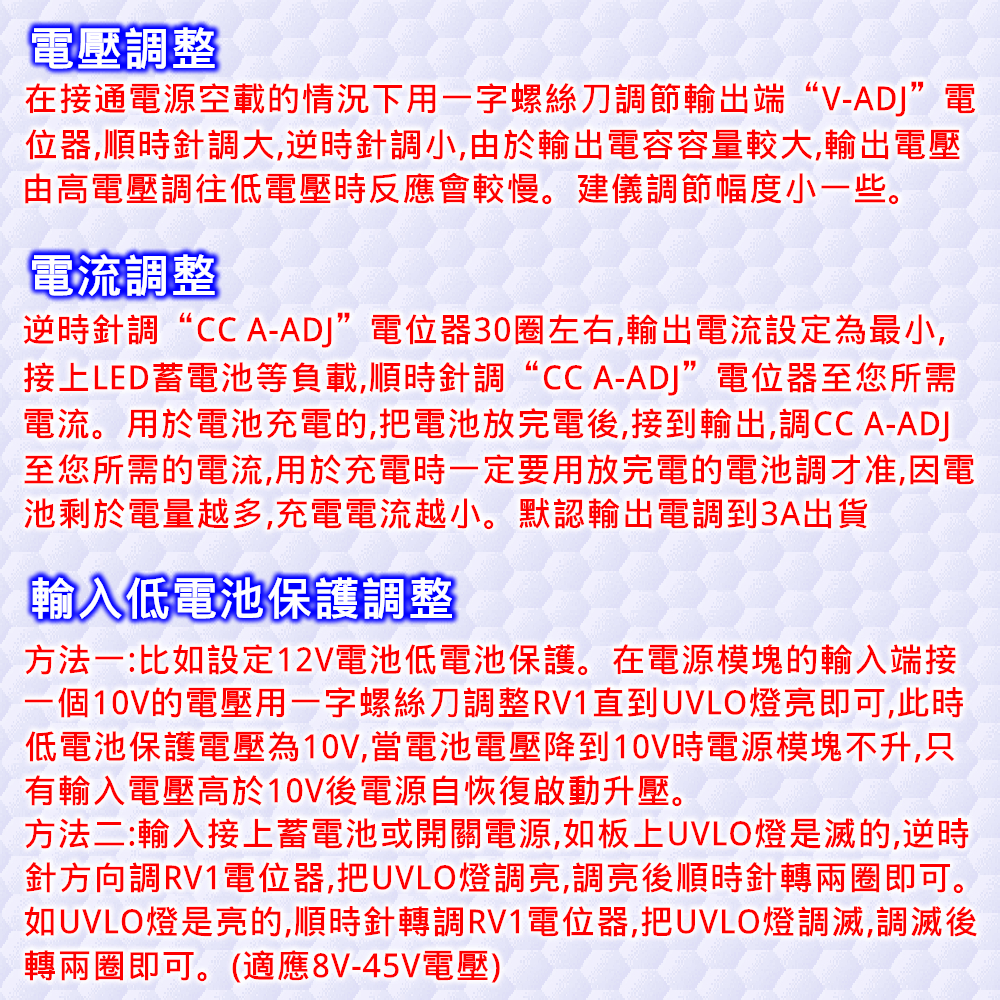 電壓調整
在接通電源空載的情況下用一字螺絲刀調節輸出端“V-ADJ”電
位器,順時針調大,逆時針調小,由於輸出電容容量較大,輸出電壓
由高電壓調往低電壓時反應會較慢。建儀調節幅度小一些。
電流調整
逆時針調“CC A-ADJ”電位器30圈左右,輸出電流設定為最小,
接上LED蓄電池等負載,順時針調“CC A-ADJ”電位器至您所需
電流。用於電池充電的,把電池放完電後,接到輸出,調CC A-ADJ
至您所需的電流,用於充電時一定要用放完電的電池調才准,因電
池剩於電量越多,充電電流越小。默認輸出電調到3A出貨
輸入低電池保護調整
方法一:比如設定12V電池低電池保護。在電源模塊的輸入端接
一個10V的電壓用一字螺絲刀調整RV1直到UVLO燈亮即可,此時
低電池保護電壓為10V,當電池電壓降到10V時電源模塊不升,只
有輸入電壓高於10V後電源自恢復啟動升壓。
方法二:輸入接上蓄電池或開關電源,如板上UVLO燈是滅的,逆時
針方向調RV1電位器,把UVLO燈調亮,調亮後順時針轉兩圈即可。
如UVLO燈是亮的,順時針轉調RV1電位器,把UVLO燈調滅,調滅後
轉兩圈即可。(適應8V-45V電壓)